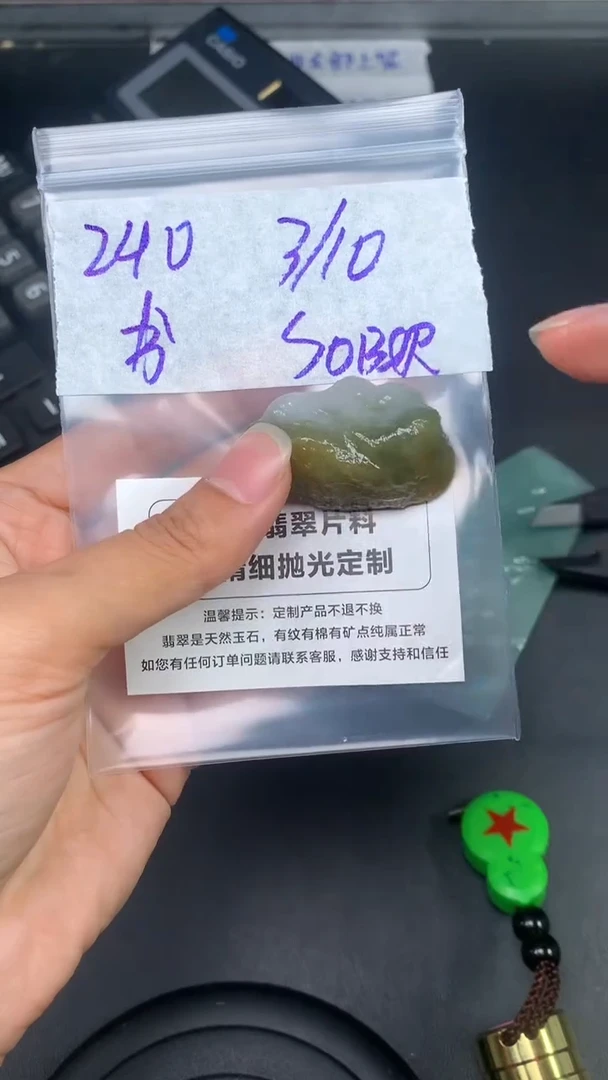 CASIO
240 3/10
书 SOBER
翡翠片料
精细抛光定制
温馨提示：定制产品不退不换
翡翠是天然玉石，有纹有棉有矿点纯属正常
如您有任何订单问题请联系客服，感谢支持和信任